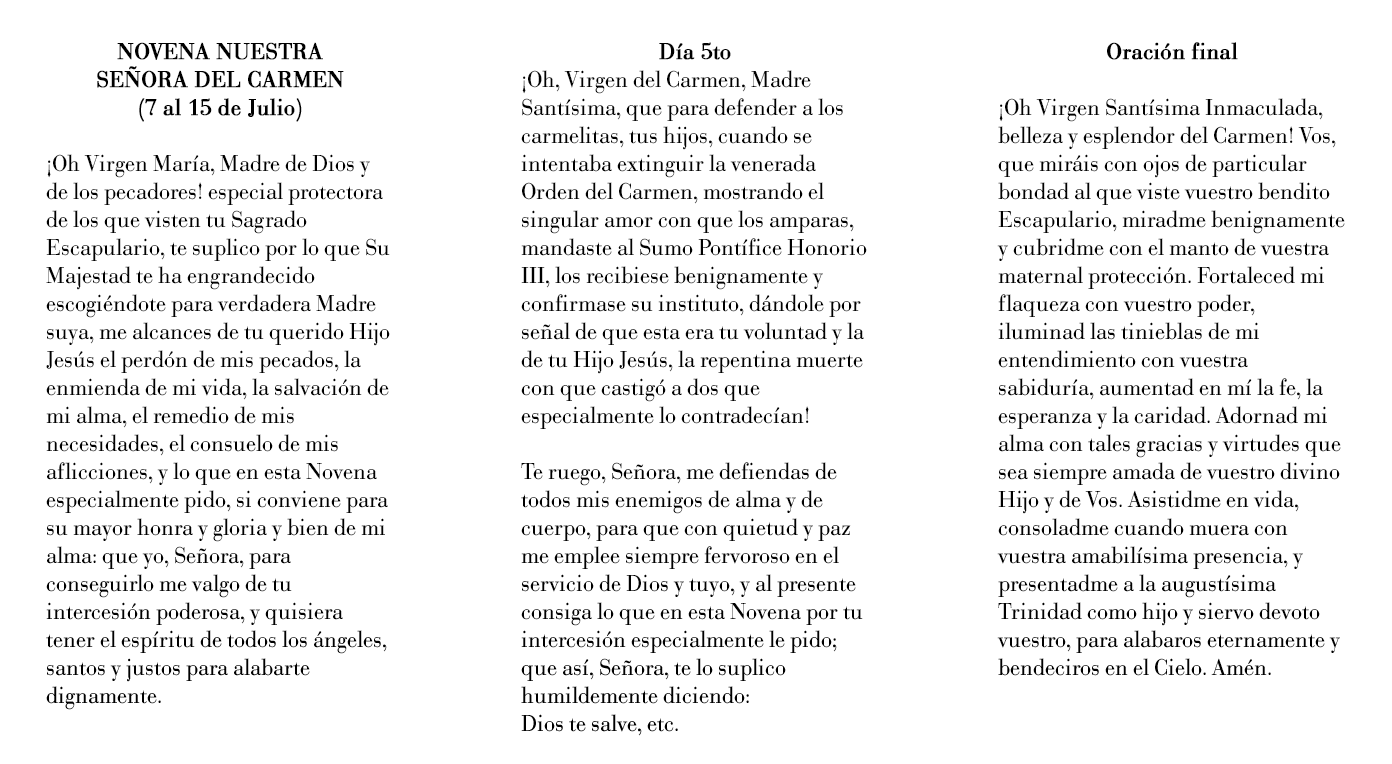 NOVENA NUESTRA
SEÑORA DEL CARMEN
(7 al 15 de Julio)
¡Oh Virgen María, Madre de Dios y
de los pecadores! especial protectora
de los que visten tu Sagrado
Escapulario, te suplico por lo que Su
Majestad te ha engrandecido
escogiéndote para verdadera Madre
suya, me alcances de tu querido Hijo
Jesús el perdón de mis pecados, la
enmienda de mi vida, la salvación de
mi alma, el remedio de mis
necesidades, el consuelo de mis
aflicciones, y lo que en esta Novena
especialmente pido, si conviene para
su mayor honra y gloria y bien de mi
alma: que yo, Señora, para
conseguirlo me valgo de tu
intercesión poderosa, y quisiera
tener el espíritu de todos los ángeles,
santos y justos para alabarte
dignamente.
Día 5to
¡Oh, Virgen del Carmen, Madre
Santísima, que para defender a los
carmelitas, tus hijos, cuando se
intentaba extinguir la venerada
Orden del Carmen, mostrando el
singular amor con que los amparas,
mandaste al Sumo Pontífice Honorio
III, los recibiese benignamente y
confirmase su instituto, dándole por
señal de que esta era tu voluntad y la
de tu Hijo Jesús, la repentina muerte
con que castigó a dos que
especialmente lo contradecían!
Te ruego, Señora, me defiendas de
todos mis enemigos de alma y de
cuerpo, para que con quietud y paz
me emplee siempre fervoroso en el
servicio de Dios y tuyo, y al presente
consiga lo que en esta Novena por tu
intercesión especialmente le pido;
que así, Señora, te lo suplico
humildemente diciendo:
Dios te salve, etc.
Oración final
¡Oh Virgen Santísima Inmaculada,
belleza y esplendor del Carmen! Vos,
que miráis con ojos de particular
bondad al que viste vuestro bendito
Escapulario, miradme benignamente
y cubridme con el manto de vuestra
maternal protección. Fortaleced mi
flaqueza con vuestro poder,
iluminad las tinieblas de mi
entendimiento con vuestra
sabiduría, aumentad en mí la fe, la
esperanza y la caridad. Adornad mi
alma con tales gracias y virtudes que
sea siempre amada de vuestro divino
Hijo y de Vos. Asistidme en vida,
consoladme cuando muera con
vuestra amabilísima presencia, y
presentadme a la augustísima
Trinidad como hijo y siervo devoto
vuestro, para alabaros eternamente y
bendeciros en el Cielo. Amén.